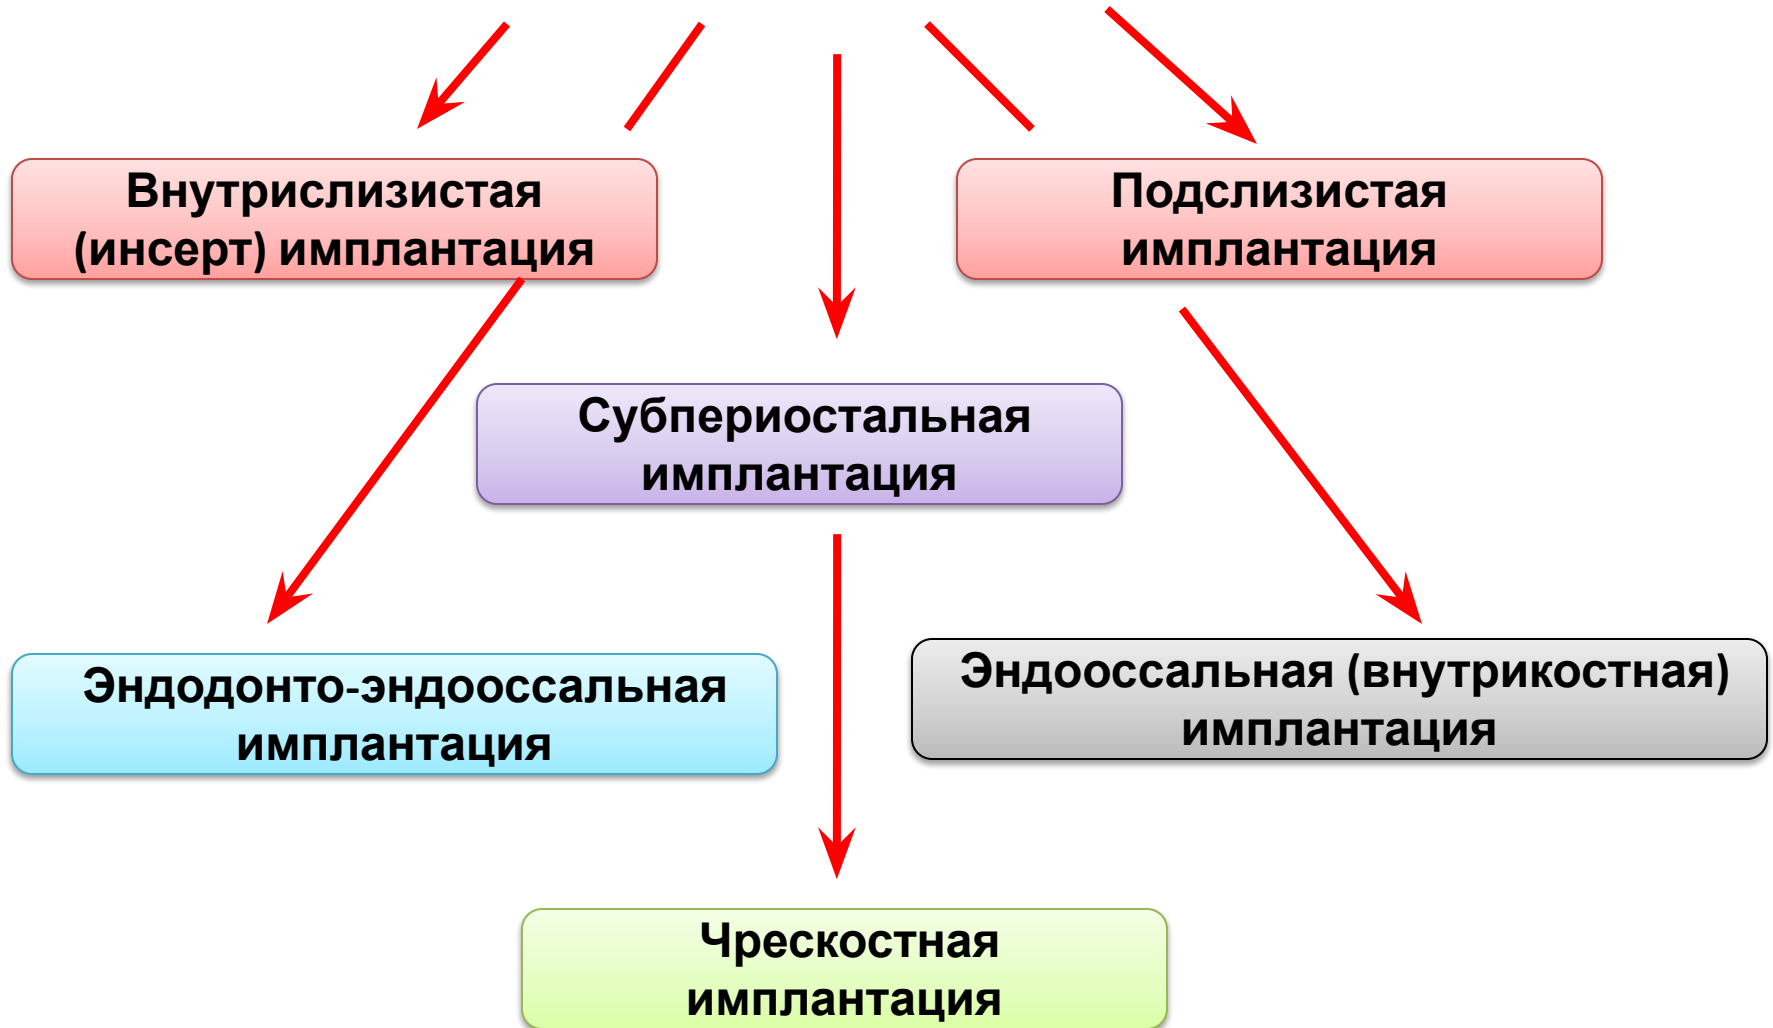 Внутрислизистая
(инсерт) имплантация
Подслизистая
имплантация
Субпериостальная
имплантация
Эндодонто-эндооссальная
имплантация
Эндооссальная (внутрикостная)
имплантация
Чрескостная
имплантация